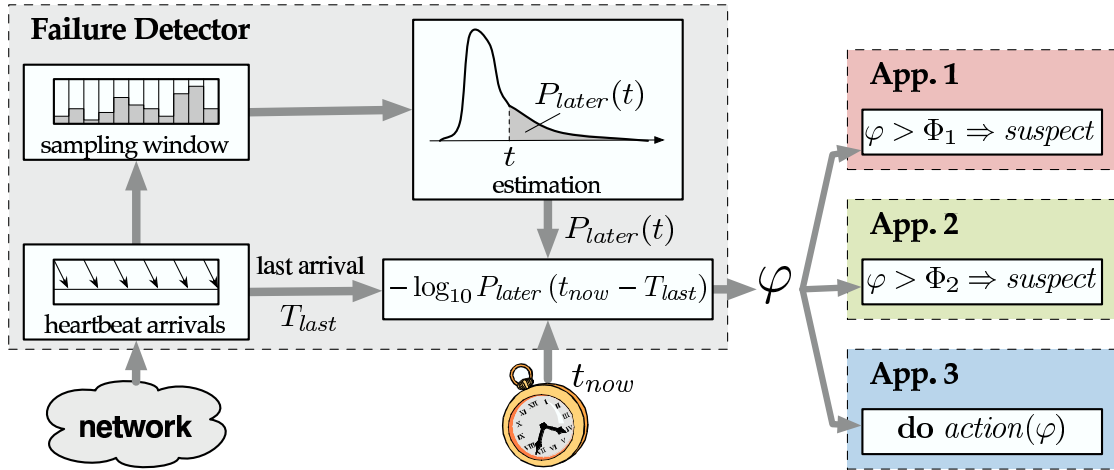 Failure Detector
sampling window
P_later(t)
t
estimation
P_later(t)
heartbeat arrivals
last arrival
T_last
−log₁₀ P_later (t_now − T_last)
φ
network
t_now
App. 1
φ > Φ₁ ⇒ suspect
App. 2
φ > Φ₂ ⇒ suspect
App. 3
do action(φ)